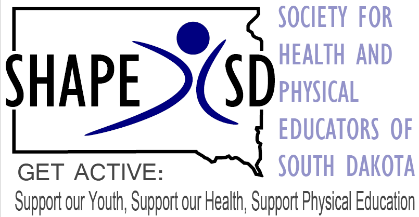 SHAPE SD
SOCIETY FOR
HEALTH AND
PHYSICAL
EDUCATORS OF
SOUTH DAKOTA
GET ACTIVE:
Support our Youth, Support our Health, Support Physical Education